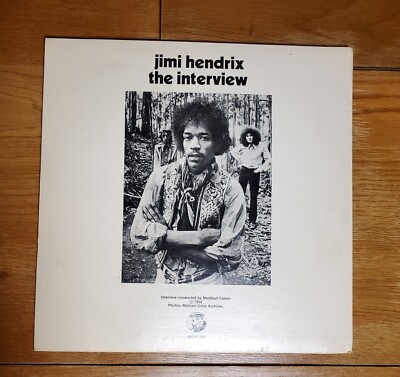 jimi hendrix
the interview
Interview conducted by Meatball Fulton
Photos: Michael Ochs Archives